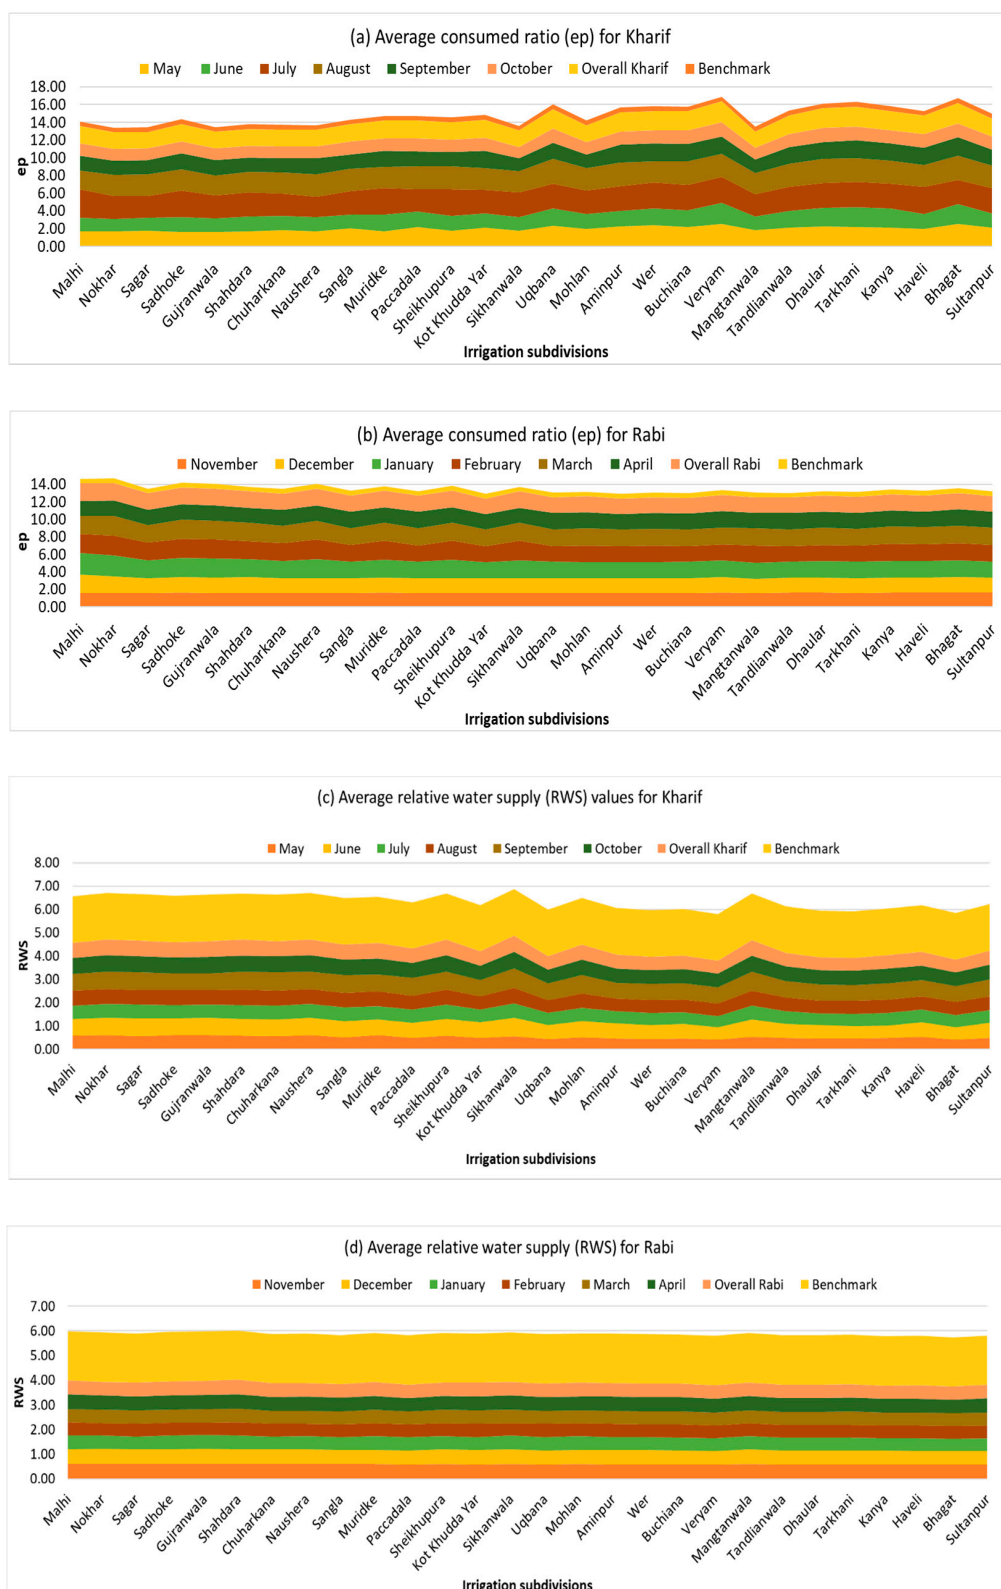 (a) Average consumed ratio (ep) for Kharif
May June July August September October Overall Kharif Benchmark
18.00
16.00
14.00
12.00
10.00
8.00
6.00
4.00
2.00
0.00
ep
Malhi Nokhar Sagar Sadhoke Gujranwala Shahdara Chuharkana Naushera Sangla Muridke Paccadala Sheikhupura Kot Khudda Yar Sikhanwala Uqbana Mohlan Aminpur Wer Buchiana Veryam Mangtanwala Tandlianwala Dhaular Tarkhani Kanya Haveli Bhagat Sultanpur
Irrigation subdivisions
(b) Average consumed ratio (ep) for Rabi
November December January February March April Overall Rabi Benchmark
14.00
12.00
10.00
8.00
6.00
4.00
2.00
0.00
ep
Malhi Nokhar Sagar Sadhoke Gujranwala Shahdara Chuharkana Naushera Sangla Muridke Paccadala Sheikhupura Kot Khudda Yar Sikhanwala Uqbana Mohlan Aminpur Wer Buchiana Veryam Mangtanwala Tandlianwala Dhaular Tarkhani Kanya Haveli Bhagat Sultanpur
Irrigation subdivisions
(c) Average relative water supply (RWS) values for Kharif
May June July August September October Overall Kharif Benchmark
8.00
7.00
6.00
5.00
4.00
3.00
2.00
1.00
0.00
RWS
Malhi Nokhar Sagar Sadhoke Gujranwala Shahdara Chuharkana Naushera Sangla Muridke Paccadala Sheikhupura Kot Khudda Yar Sikhanwala Uqbana Mohlan Aminpur Wer Buchiana Veryam Mangtanwala Tandlianwala Dhaular Tarkhani Kanya Haveli Bhagat Sultanpur
Irrigation subdivisions
(d) Average relative water supply (RWS) for Rabi
November December January February March April Overall Rabi Benchmark
7.00
6.00
5.00
4.00
3.00
2.00
1.00
0.00
RWS
Malhi Nokhar Sagar Sadhoke Gujranwala Shahdara Chuharkana Naushera Sangla Muridke Paccadala Sheikhupura Kot Khudda Yar Sikhanwala Uqbana Mohlan Aminpur Wer Buchiana Veryam Mangtanwala Tandlianwala Dhaular Tarkhani Kanya Haveli Bhagat Sultanpur
Irrigation subdivisions